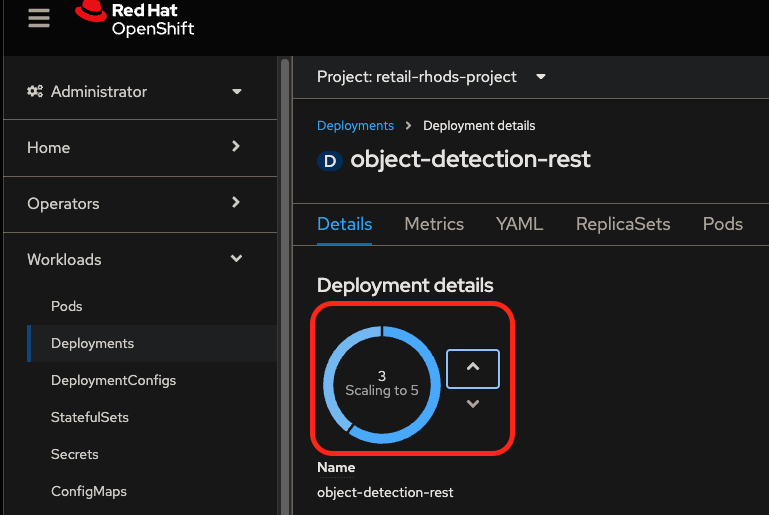 Red Hat
OpenShift
Administrator
Home
Operators
Workloads
Pods
Deployments
DeploymentConfigs
StatefulSets
Secrets
ConfigMaps
Project: retail-rhods-project
Deployments > Deployment details
D object-detection-rest
Details Metrics YAML ReplicaSets Pods
Deployment details
3
Scaling to 5
Name
object-detection-rest